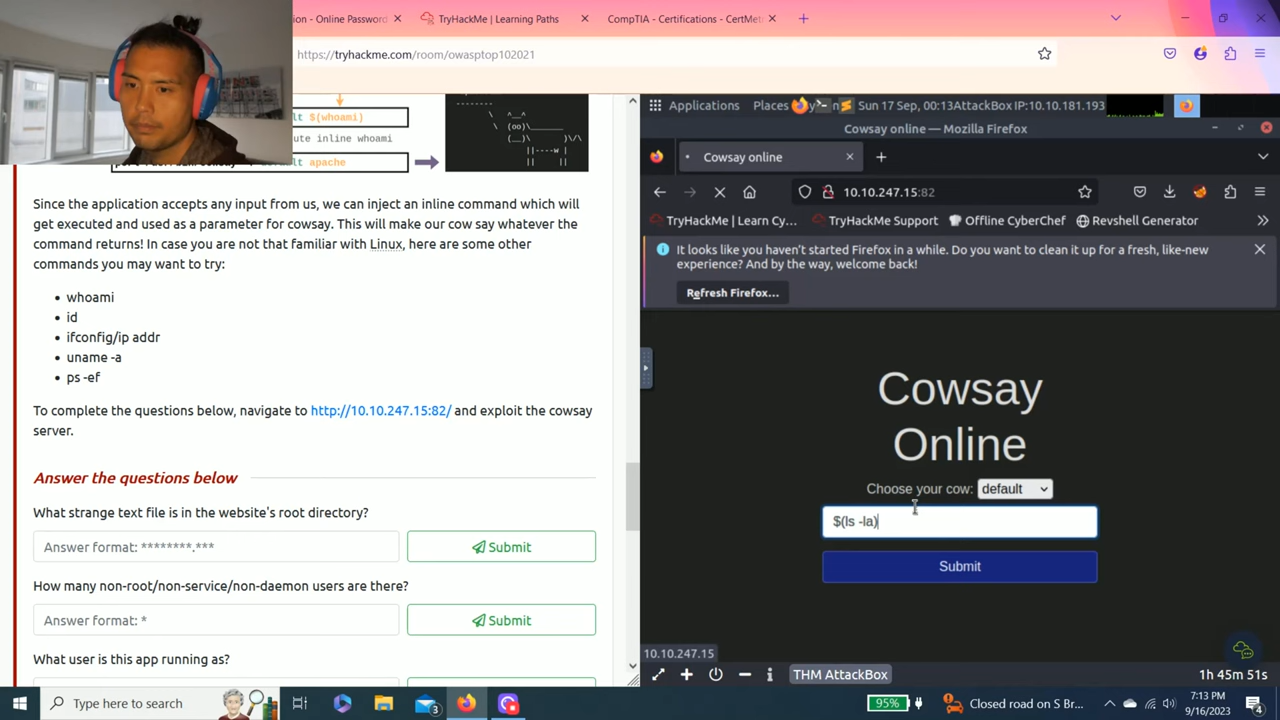 ion - Online Password
TryHackMe | Learning Paths
CompTIA - Certifications - CertMet
https://tryhackme.com/room/owasptop102021
lt $(whoami)
ute inline whoami
default apache
Since the application accepts any input from us, we can inject an inline command which will
get executed and used as a parameter for cowsay. This will make our cow say whatever the
command returns! In case you are not that familiar with Linux, here are some other
commands you may want to try:
• whoami
• id
• ifconfig/ip addr
• uname -a
• ps -ef
To complete the questions below, navigate to http://10.10.247.15:82/ and exploit the cowsay
server.
Answer the questions below
What strange text file is in the website's root directory?
Answer format: ********.***
Submit
How many non-root/non-service/non-daemon users are there?
Answer format: *
Submit
What user is this app running as?
Applications
Places
Sun 17 Sep, 00:13
AttackBox IP:10.10.181.193
Cowsay online — Mozilla Firefox
Cowsay online
10.10.247.15:82
TryHackMe | Learn Cy...
TryHackMe Support
Offline CyberChef
Revshell Generator
It looks like you haven't started Firefox in a while. Do you want to clean it up for a fresh, like-new
experience? And by the way, welcome back!
Refresh Firefox...
Cowsay
Online
Choose your cow: default
$(ls -la)
Submit
10.10.247.15
THM AttackBox
1h 45m 51s
Type here to search
3
95%
Closed road on S Br...
7:13 PM
9/16/2023
4